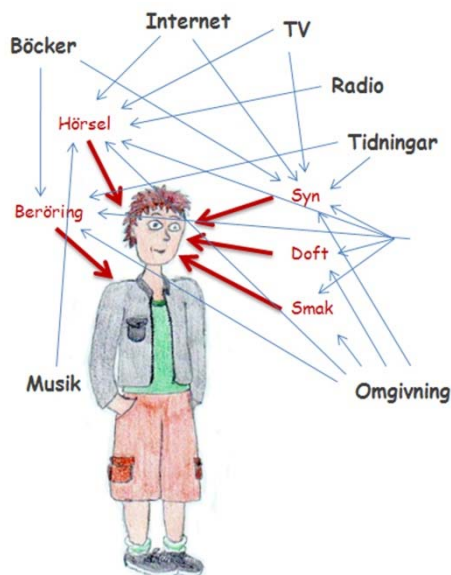 Internet
TV
Böcker
Radio
Hörsel
Tidningar
Syn
Beröring
Doft
Smak
Musik
Omgivning